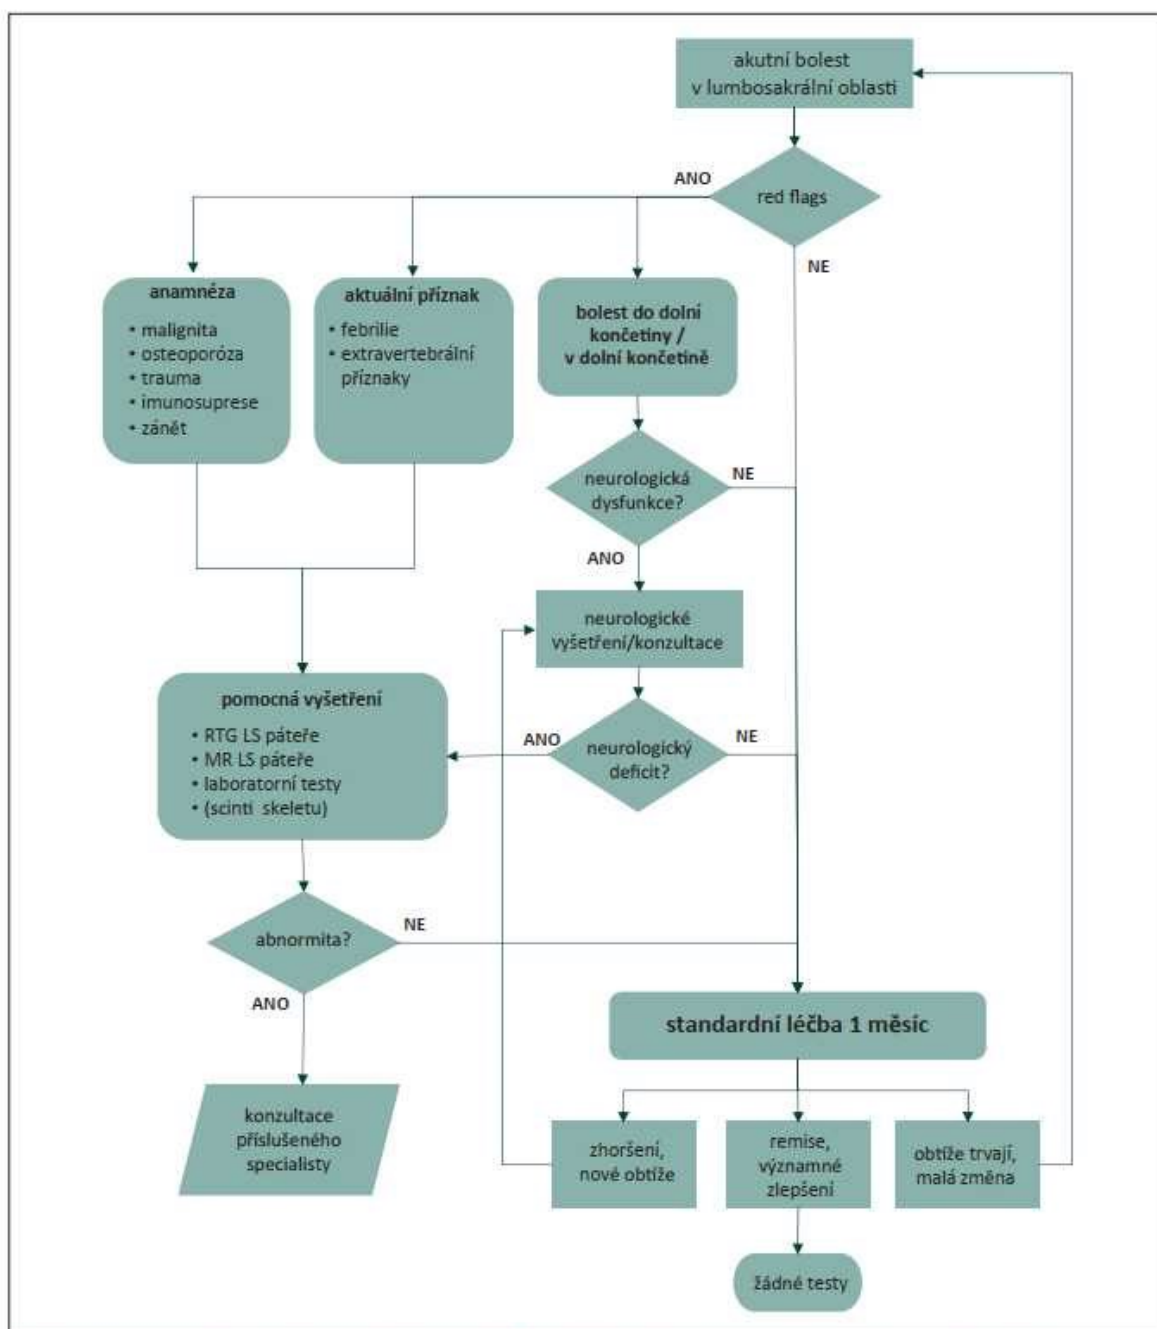 akutní bolest
v lumbosakrální oblasti
ANO
red flags
NE
anamnéza
• malignita
• osteoporóza
• trauma
• imunosuprese
• zánět
aktuální příznak
• febrilie
• extravertebrální
příznaky
bolest do dolní
končetiny /
v dolní končetině
neurologická
dysfunkce?
NE
ANO
neurologické
vyšetření/konzultace
pomocná vyšetření
• RTG LS páteře
• MR LS páteře
• laboratorní testy
• (scinti skeletu)
ANO
neurologický
deficit?
NE
abnormita?
NE
ANO
standardní léčba 1 měsíc
konzultace
příslušeného
specialisty
zhoršení,
nové obtíže
remise,
významné
zlepšení
obtíže trvají,
malá změna
žádné testy